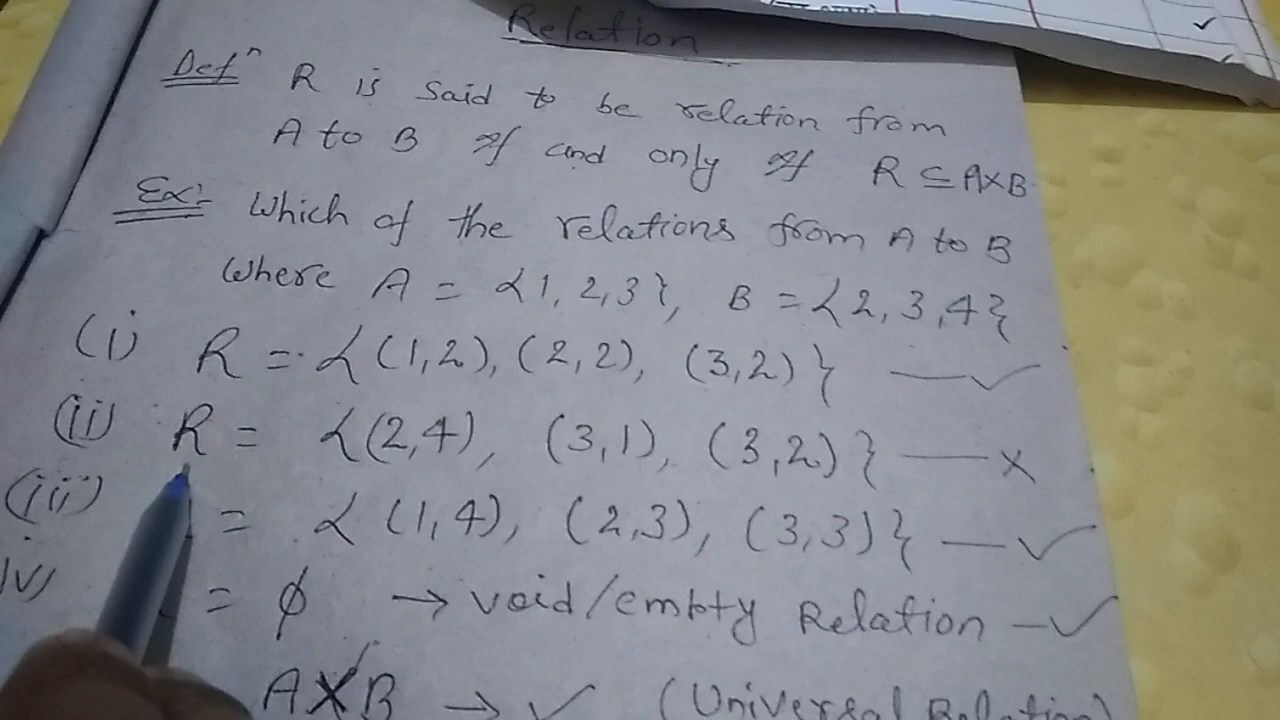 Relation
Defⁿ R is said to be relation from
A to B if and only if R ⊆ A×B
Ex:- Which of the relations from A to B
Where A = {1, 2, 3}, B = {2, 3, 4}
(i) R = {(1,2), (2,2), (3,2)} — ✓
(ii) R = {(2,4), (3,1), (3,2)} — ×
(iii) = {(1,4), (2,3), (3,3)} — ✓
iv) = ϕ → void/empty Relation — ✓
A×B → ✓ (Universal Relation)